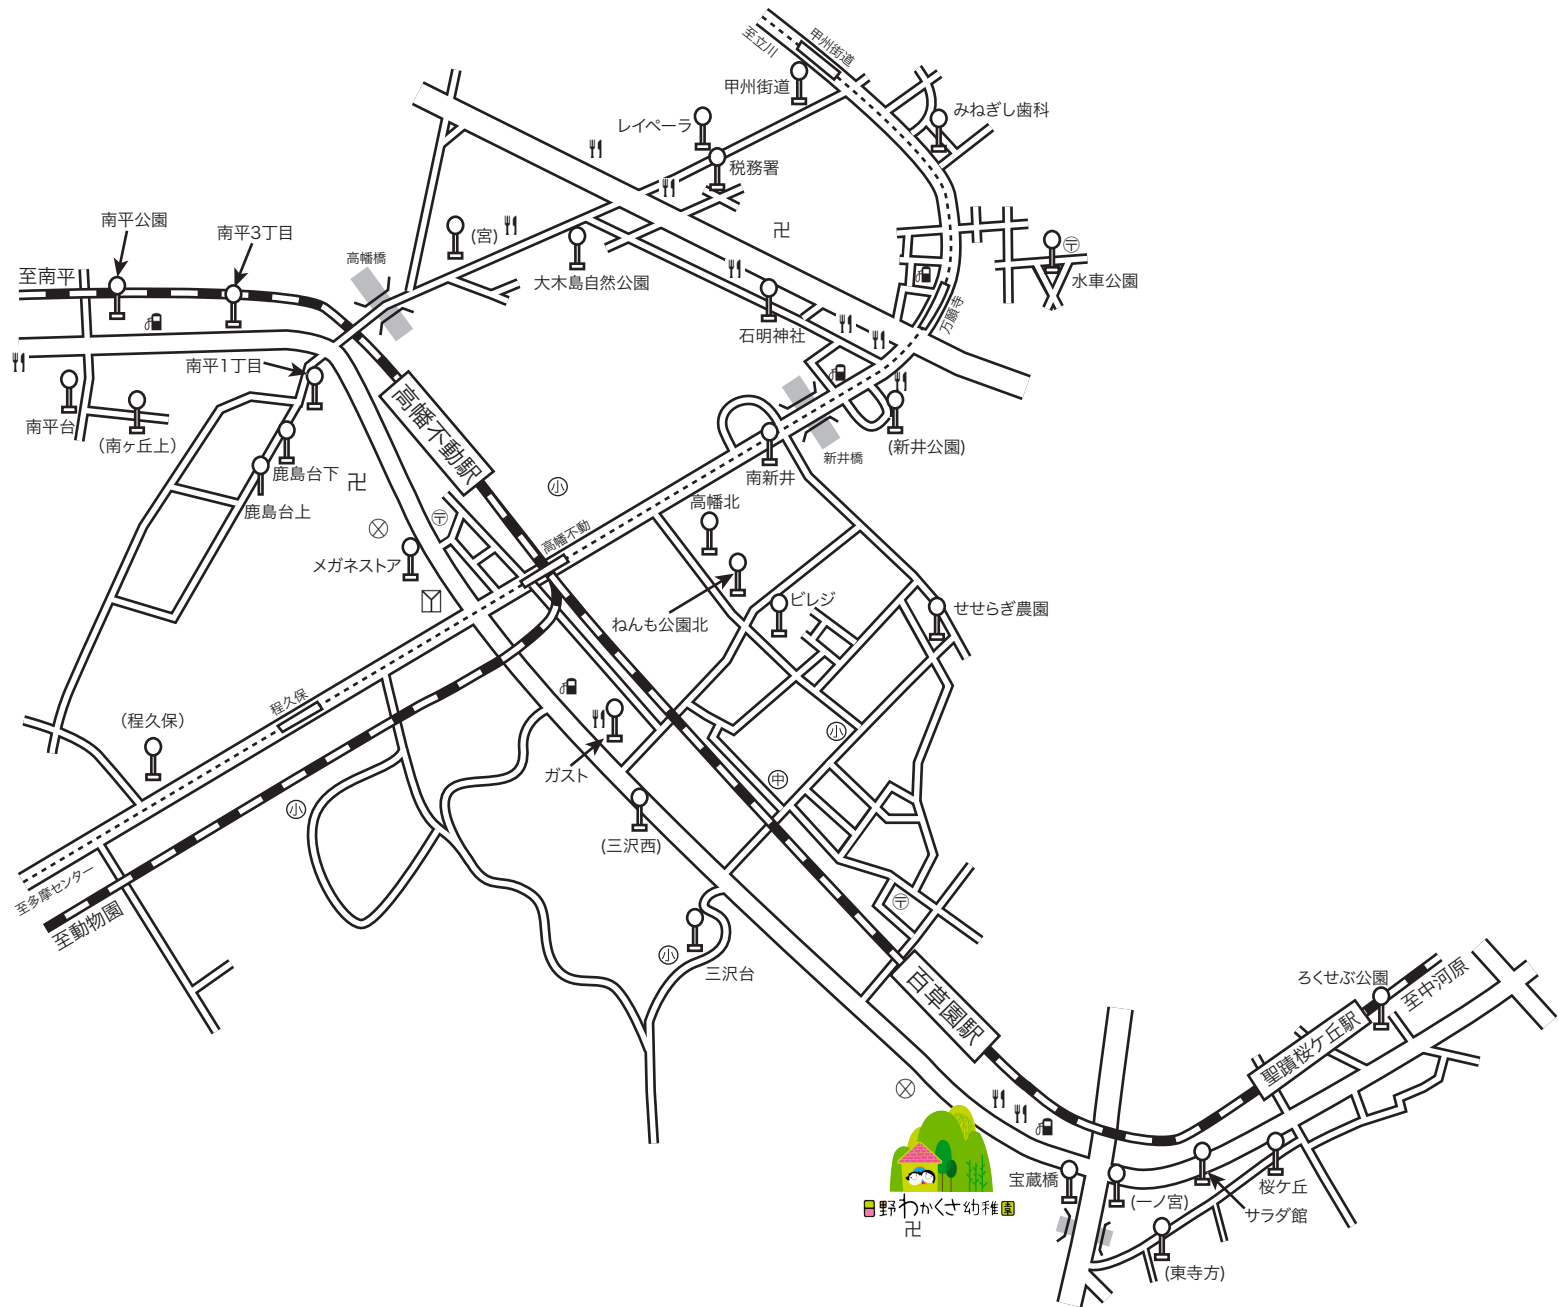 至立川
甲州街道
甲州街道
みねぎし歯科
レイペーラ
税務署
南平公園
南平3丁目
(宮)
卍
〒
至南平
高幡橋
大木島自然公園
水車公園
万願寺
石明神社
南平1丁目
高幡不動駅
南平台
(南ヶ丘上)
(新井公園)
新井橋
南新井
鹿島台下
卍
鹿島台上
小
高幡北
〒
高幡不動
メガネストア
ねんも公園北
ビレジ
せせらぎ農園
程久保
(程久保)
小
ガスト
中
小
(三沢西)
至多摩センター
至動物園
〒
小
三沢台
百草園駅
ろくせぶ公園
至中河原
聖蹟桜ケ丘駅
宝蔵橋
(一ノ宮)
桜ケ丘
サラダ館
日野わかくさ幼稚園
卍
(東寺方)